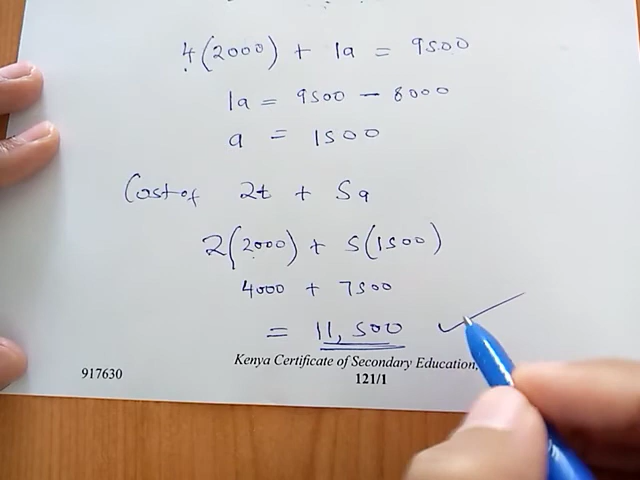 4(2000) + 1a = 9500
1a = 9500 - 8000
a = 1500
Cost of 2t + 5a
2(2000) + 5(1500)
4000 + 7500
= 11,500 ✓
Kenya Certificate of Secondary Education,
917630
121/1